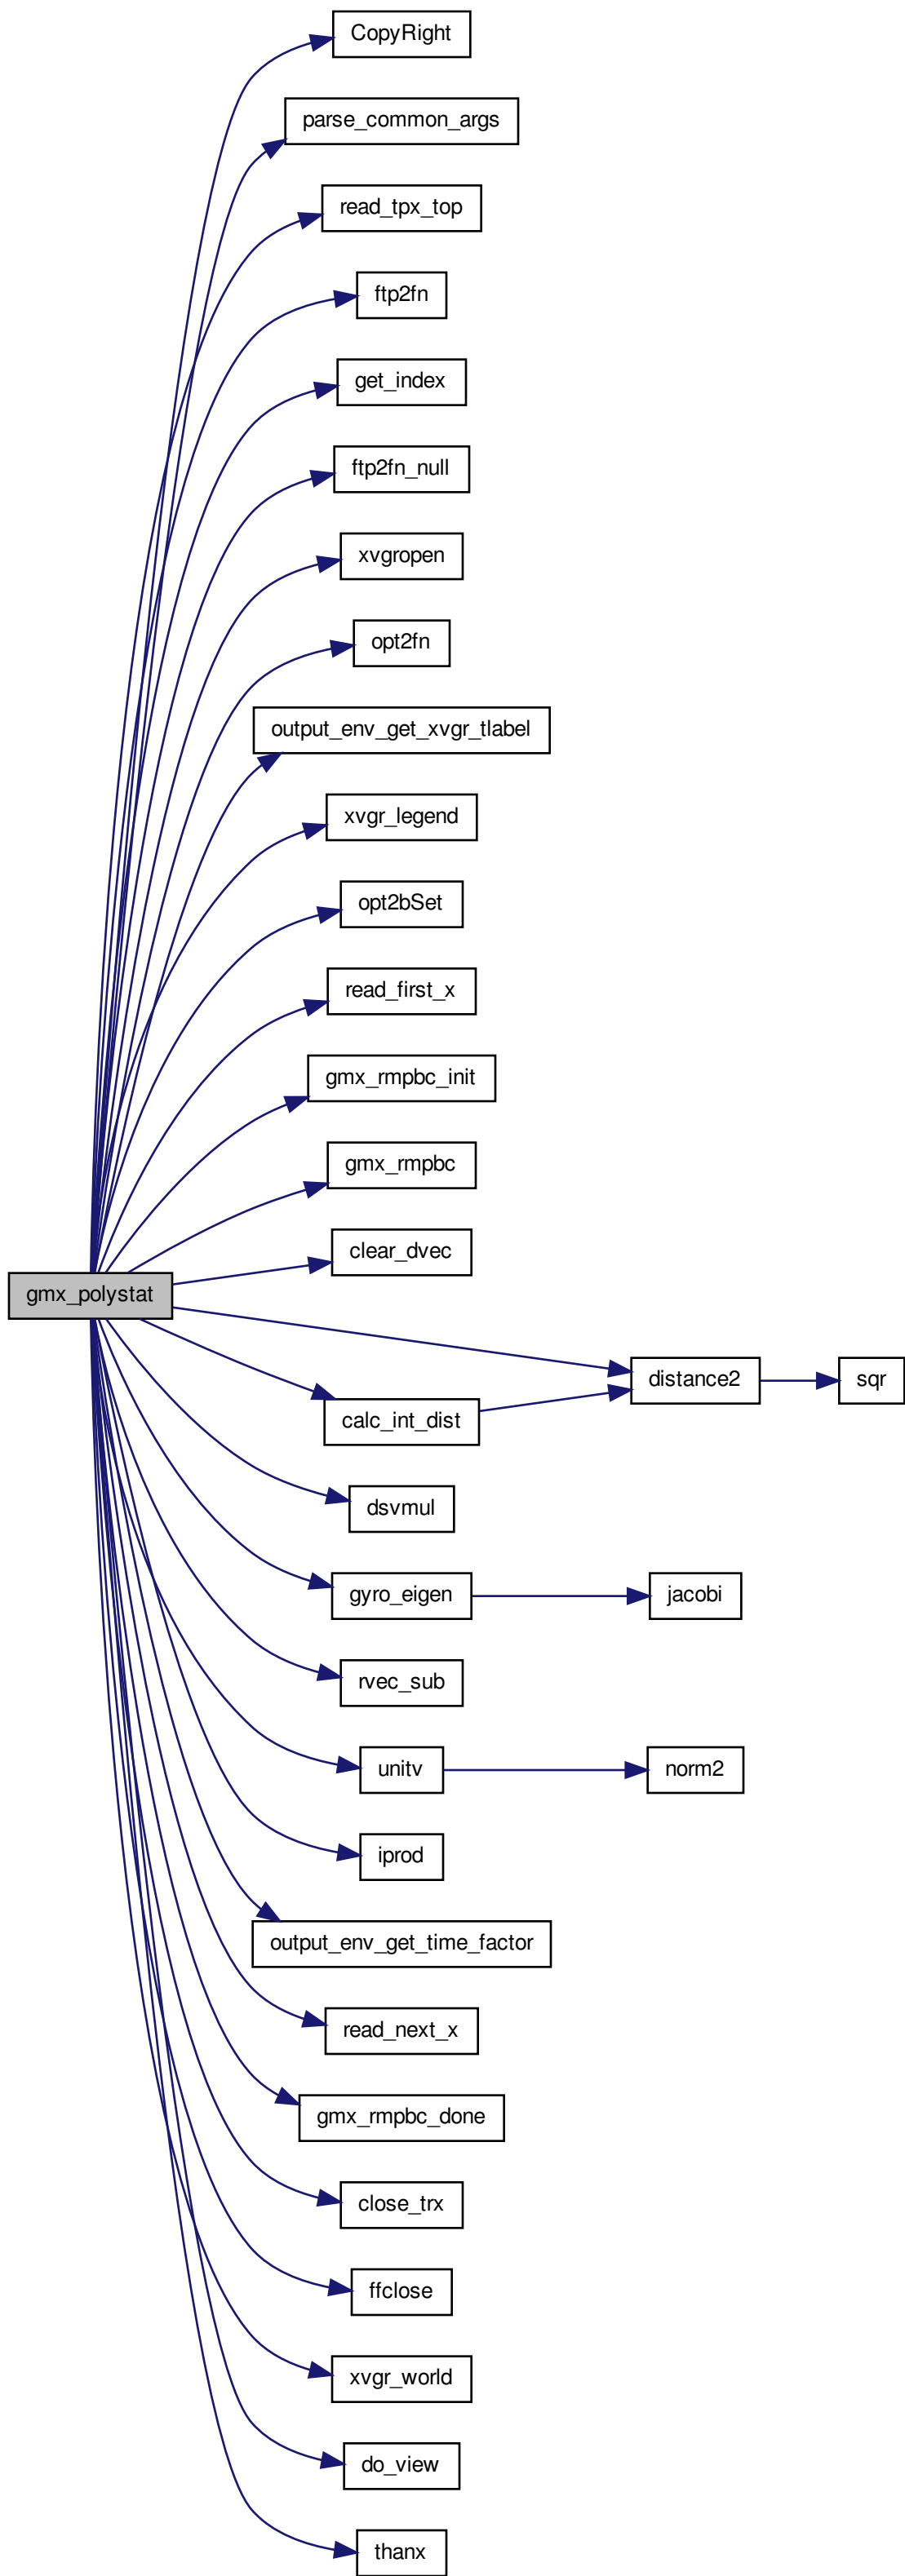 CopyRight
parse_common_args
read_tpx_top
ftp2fn
get_index
ftp2fn_null
xvgropen
opt2fn
output_env_get_xvgr_tlabel
xvgr_legend
opt2bSet
read_first_x
gmx_rmpbc_init
gmx_rmpbc
clear_dvec
gmx_polystat
distance2
sqr
calc_int_dist
dsvmul
gyro_eigen
jacobi
rvec_sub
unitv
norm2
iprod
output_env_get_time_factor
read_next_x
gmx_rmpbc_done
close_trx
ffclose
xvgr_world
do_view
thanx